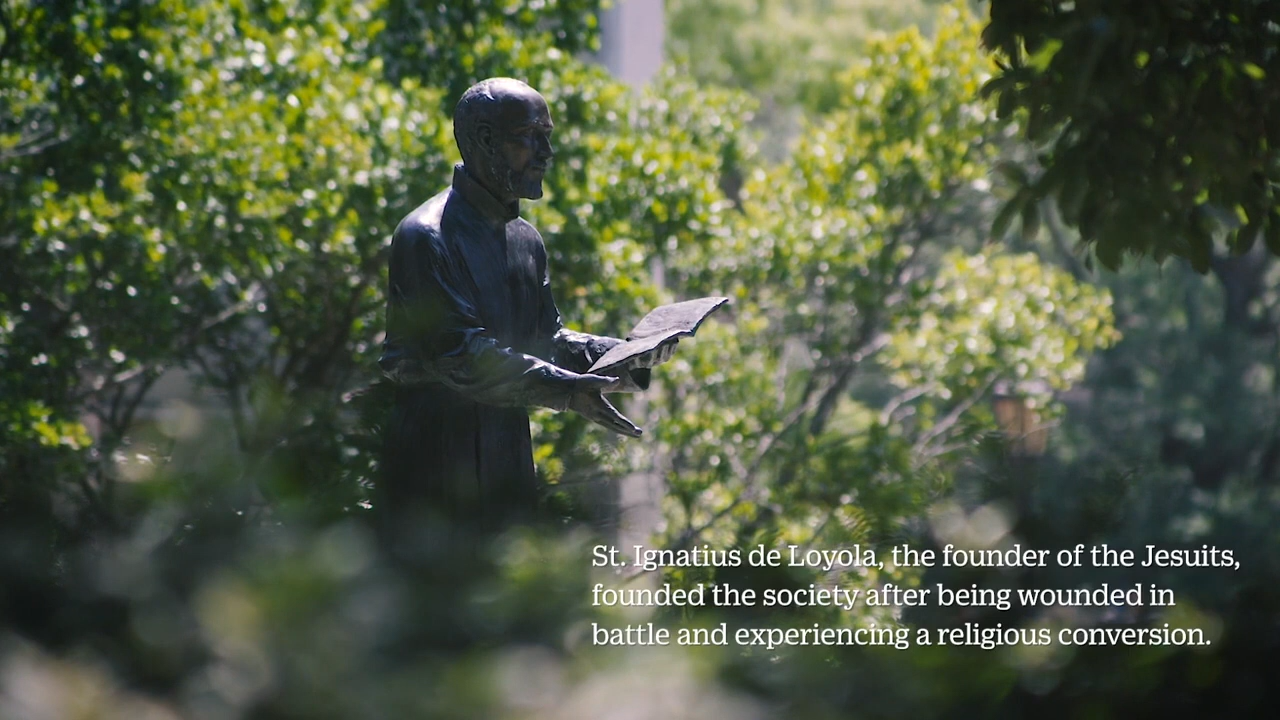 St. Ignatius de Loyola, the founder of the Jesuits,
founded the society after being wounded in
battle and experiencing a religious conversion.